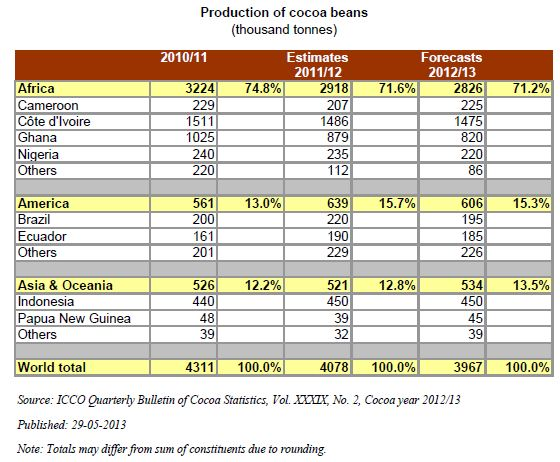 Production of cocoa beans
(thousand tonnes)
2010/11 Estimates Forecasts
2011/12 2012/13
Africa 3224 74.8% 2918 71.6% 2826 71.2%
Cameroon 229 207 225
Côte d'Ivoire 1511 1486 1475
Ghana 1025 879 820
Nigeria 240 235 220
Others 220 112 86
America 561 13.0% 639 15.7% 606 15.3%
Brazil 200 220 195
Ecuador 161 190 185
Others 201 229 226
Asia & Oceania 526 12.2% 521 12.8% 534 13.5%
Indonesia 440 450 450
Papua New Guinea 48 39 45
Others 39 32 39
World total 4311 100.0% 4078 100.0% 3967 100.0%
Source: ICCO Quarterly Bulletin of Cocoa Statistics, Vol. XXXIX, No. 2, Cocoa year 2012/13
Published: 29-05-2013
Note: Totals may differ from sum of constituents due to rounding.